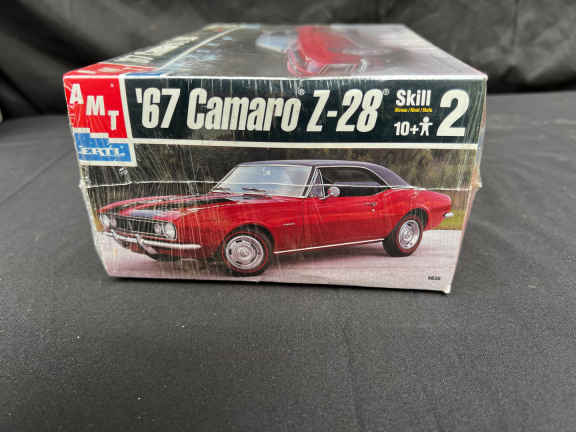 AMT
ERTL
'67 Camaro® Z-28®
Skill 2
10+